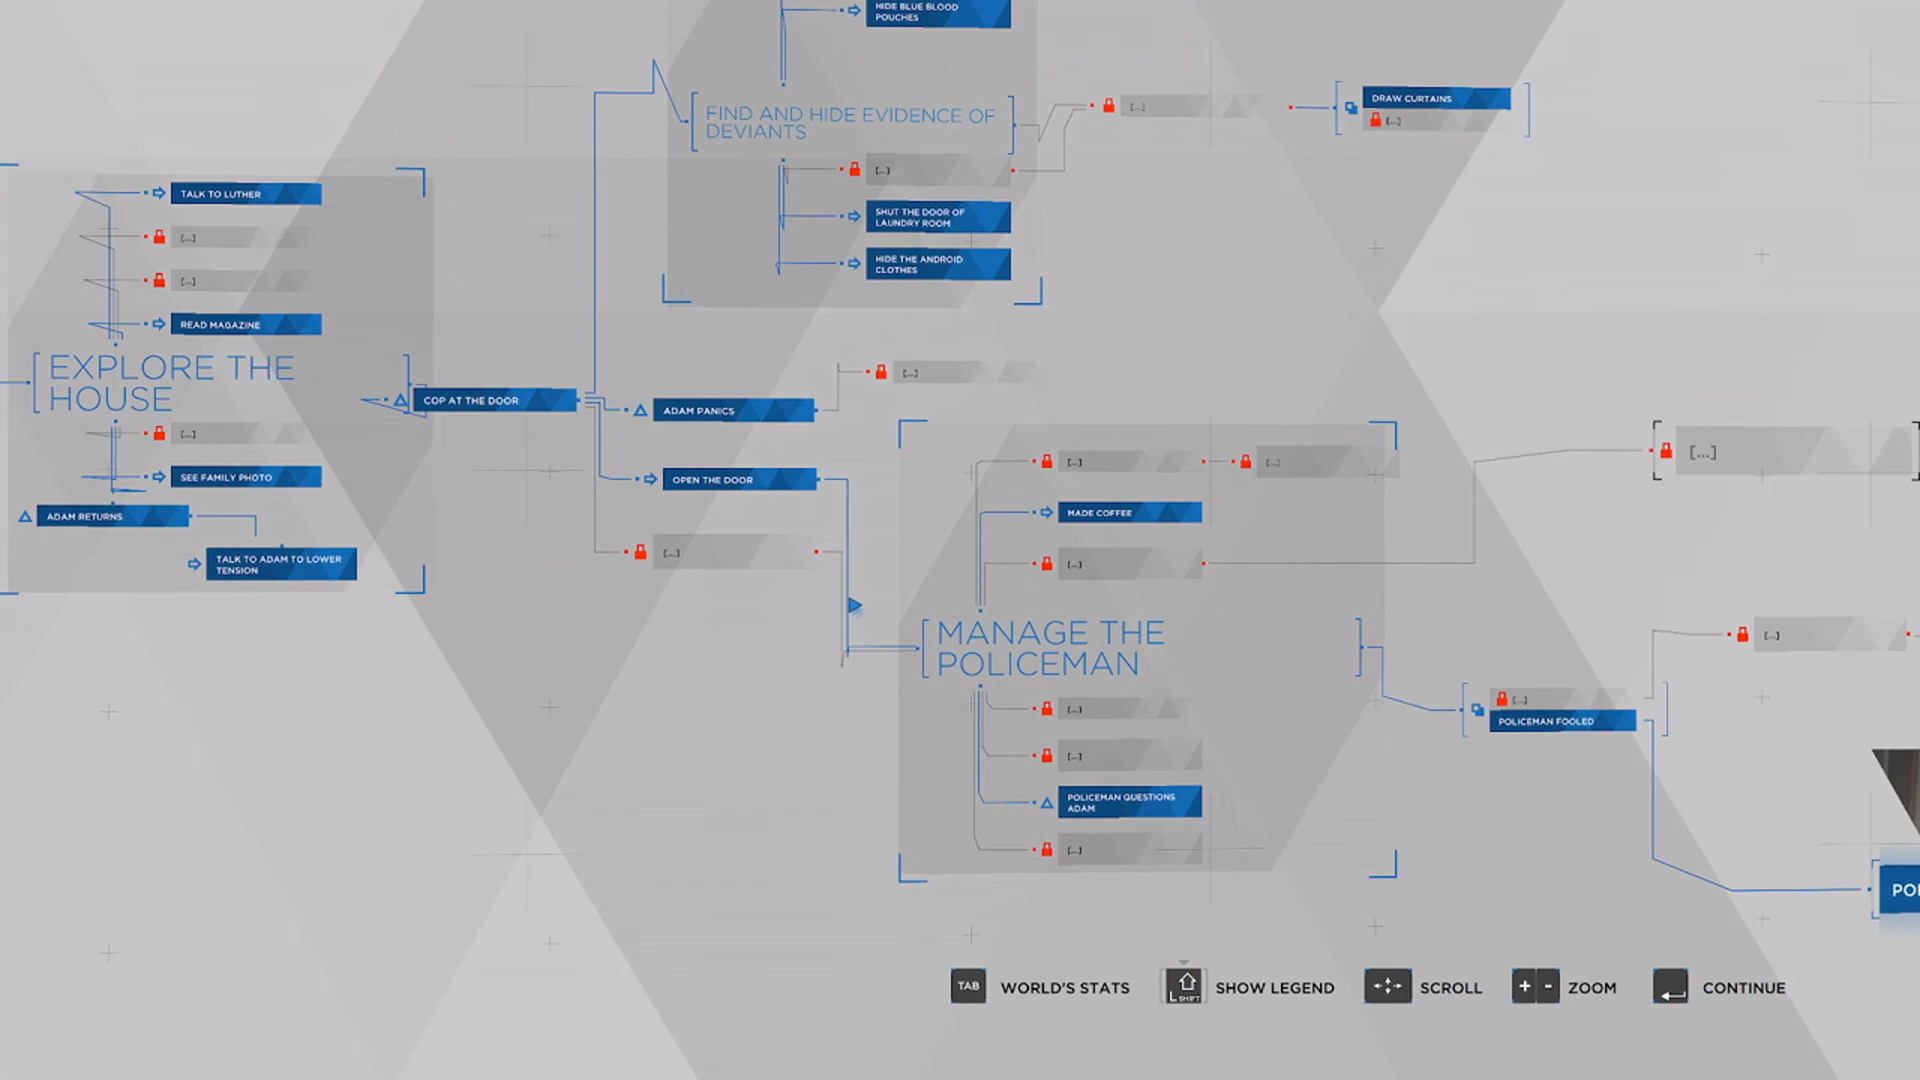 HIDE BLUE BLOOD
POUCHES
FIND AND HIDE EVIDENCE OF
DEVIANTS
[...]
DRAW CURTAINS
[...]
[...]
SHUT THE DOOR OF
LAUNDRY ROOM
HIDE THE ANDROID
CLOTHES
TALK TO LUTHER
[...]
[...]
READ MAGAZINE
EXPLORE THE
HOUSE
[...]
SEE FAMILY PHOTO
ADAM RETURNS
TALK TO ADAM TO LOWER
TENSION
COP AT THE DOOR
ADAM PANICS
[...]
OPEN THE DOOR
[...]
[...]
[...]
MADE COFFEE
[...]
MANAGE THE
POLICEMAN
[...]
[...]
POLICEMAN QUESTIONS
ADAM
[...]
[...]
[...]
[...]
POLICEMAN FOOLED
TAB
WORLD'S STATS
L SHIFT
SHOW LEGEND
SCROLL
+ -
ZOOM
CONTINUE